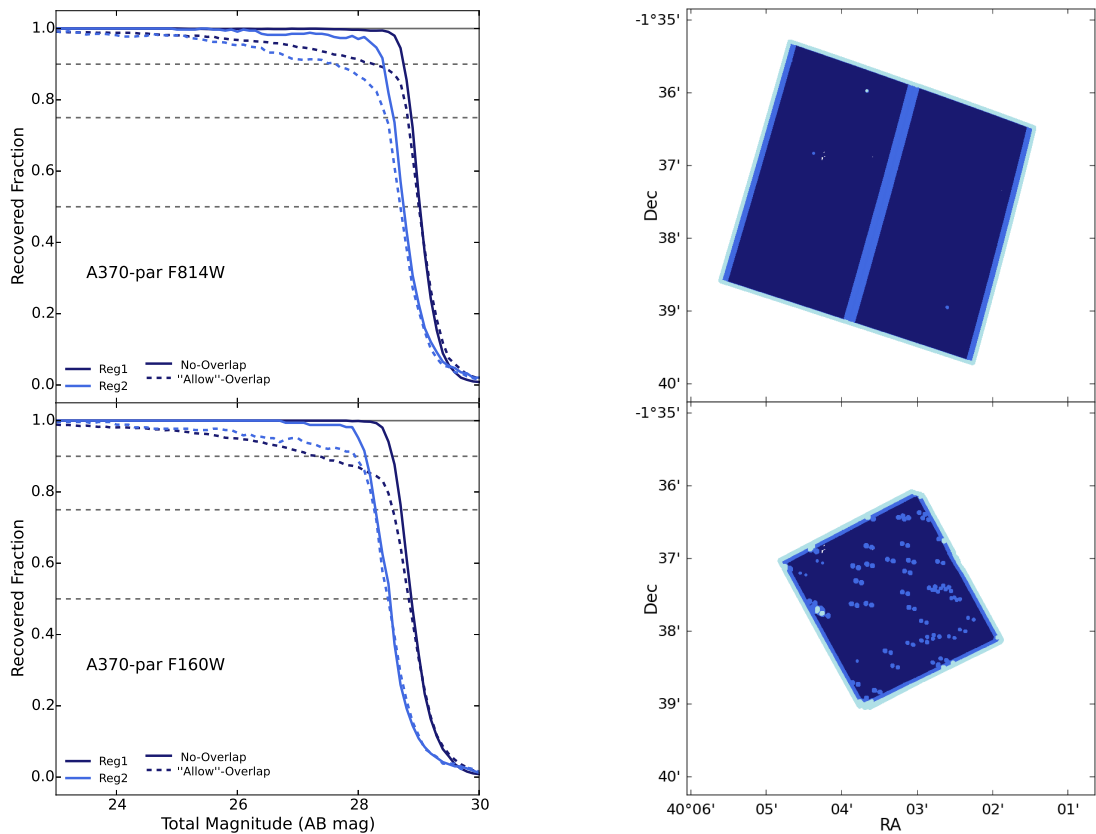 1.0
0.8
0.6
0.4
0.2
0.0
Recovered Fraction
A370-par F814W
Reg1
Reg2
No-Overlap
"Allow"-Overlap
-1°35'
36'
37'
38'
39'
40'
Dec
1.0
0.8
0.6
0.4
0.2
0.0
Recovered Fraction
A370-par F160W
Reg1
Reg2
No-Overlap
"Allow"-Overlap
24 26 28 30
Total Magnitude (AB mag)
-1°35'
36'
37'
38'
39'
40'
Dec
40°06' 05' 04' 03' 02' 01'
RA